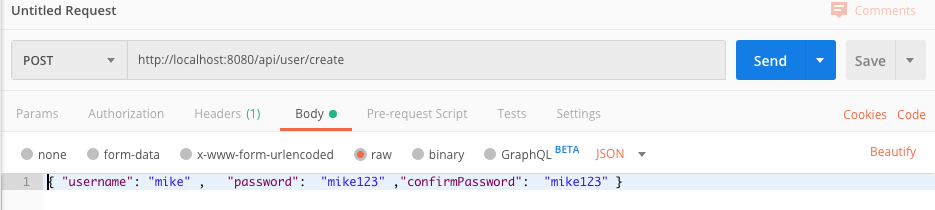 Untitled Request Comments
POST http://localhost:8080/api/user/create Send Save
Params Authorization Headers (1) Body Pre-request Script Tests Settings Cookies Code
none form-data x-www-form-urlencoded raw binary GraphQL BETA JSON Beautify
1 { "username": "mike" , "password": "mike123" ,"confirmPassword": "mike123" }